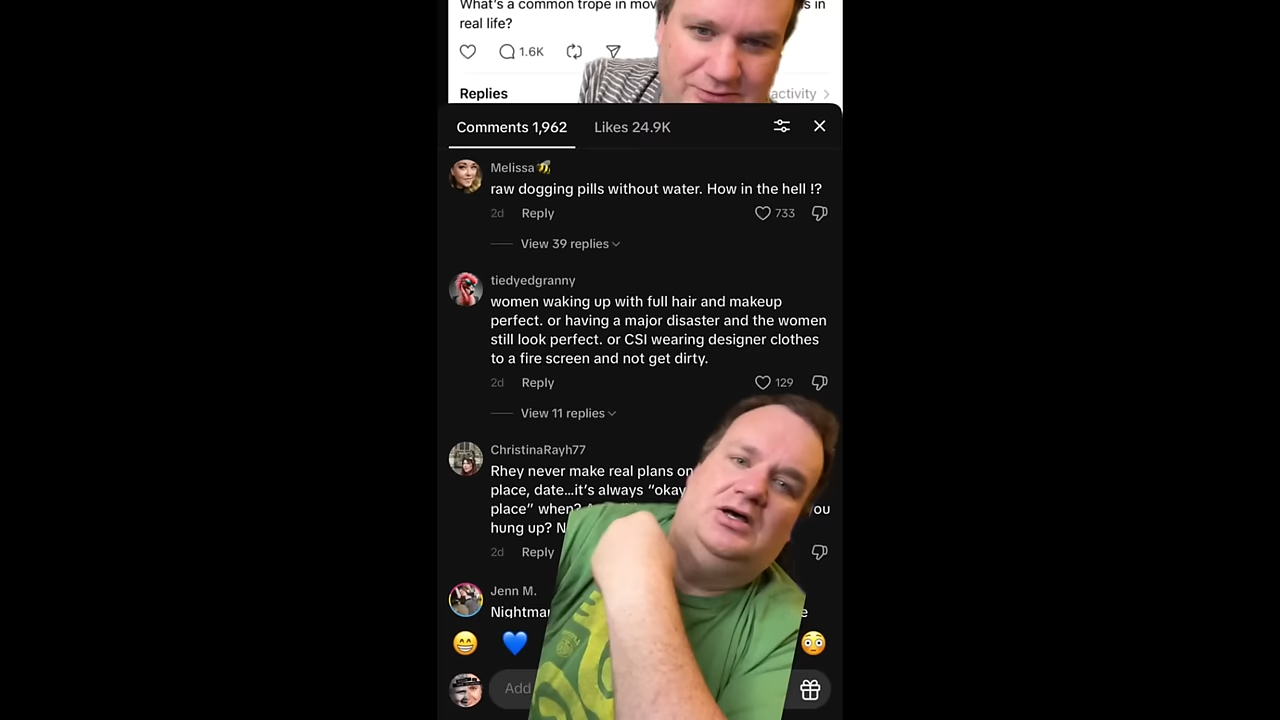 What's a common trope in mov
s in
real life?
1.6K
Replies
activity
Comments 1,962
Likes 24.9K
Melissa🐝
raw dogging pills without water. How in the hell !?
2d Reply
733
View 39 replies
tiedyedgranny
women waking up with full hair and makeup
perfect. or having a major disaster and the women
still look perfect. or CSI wearing designer clothes
to a fire screen and not get dirty.
2d Reply
129
View 11 replies
ChristinaRayh77
Rhey never make real plans on
place, date...it's always "okay
place" when?
ou
hung up? N
2d Reply
Jenn M.
Nightmar
e
Add